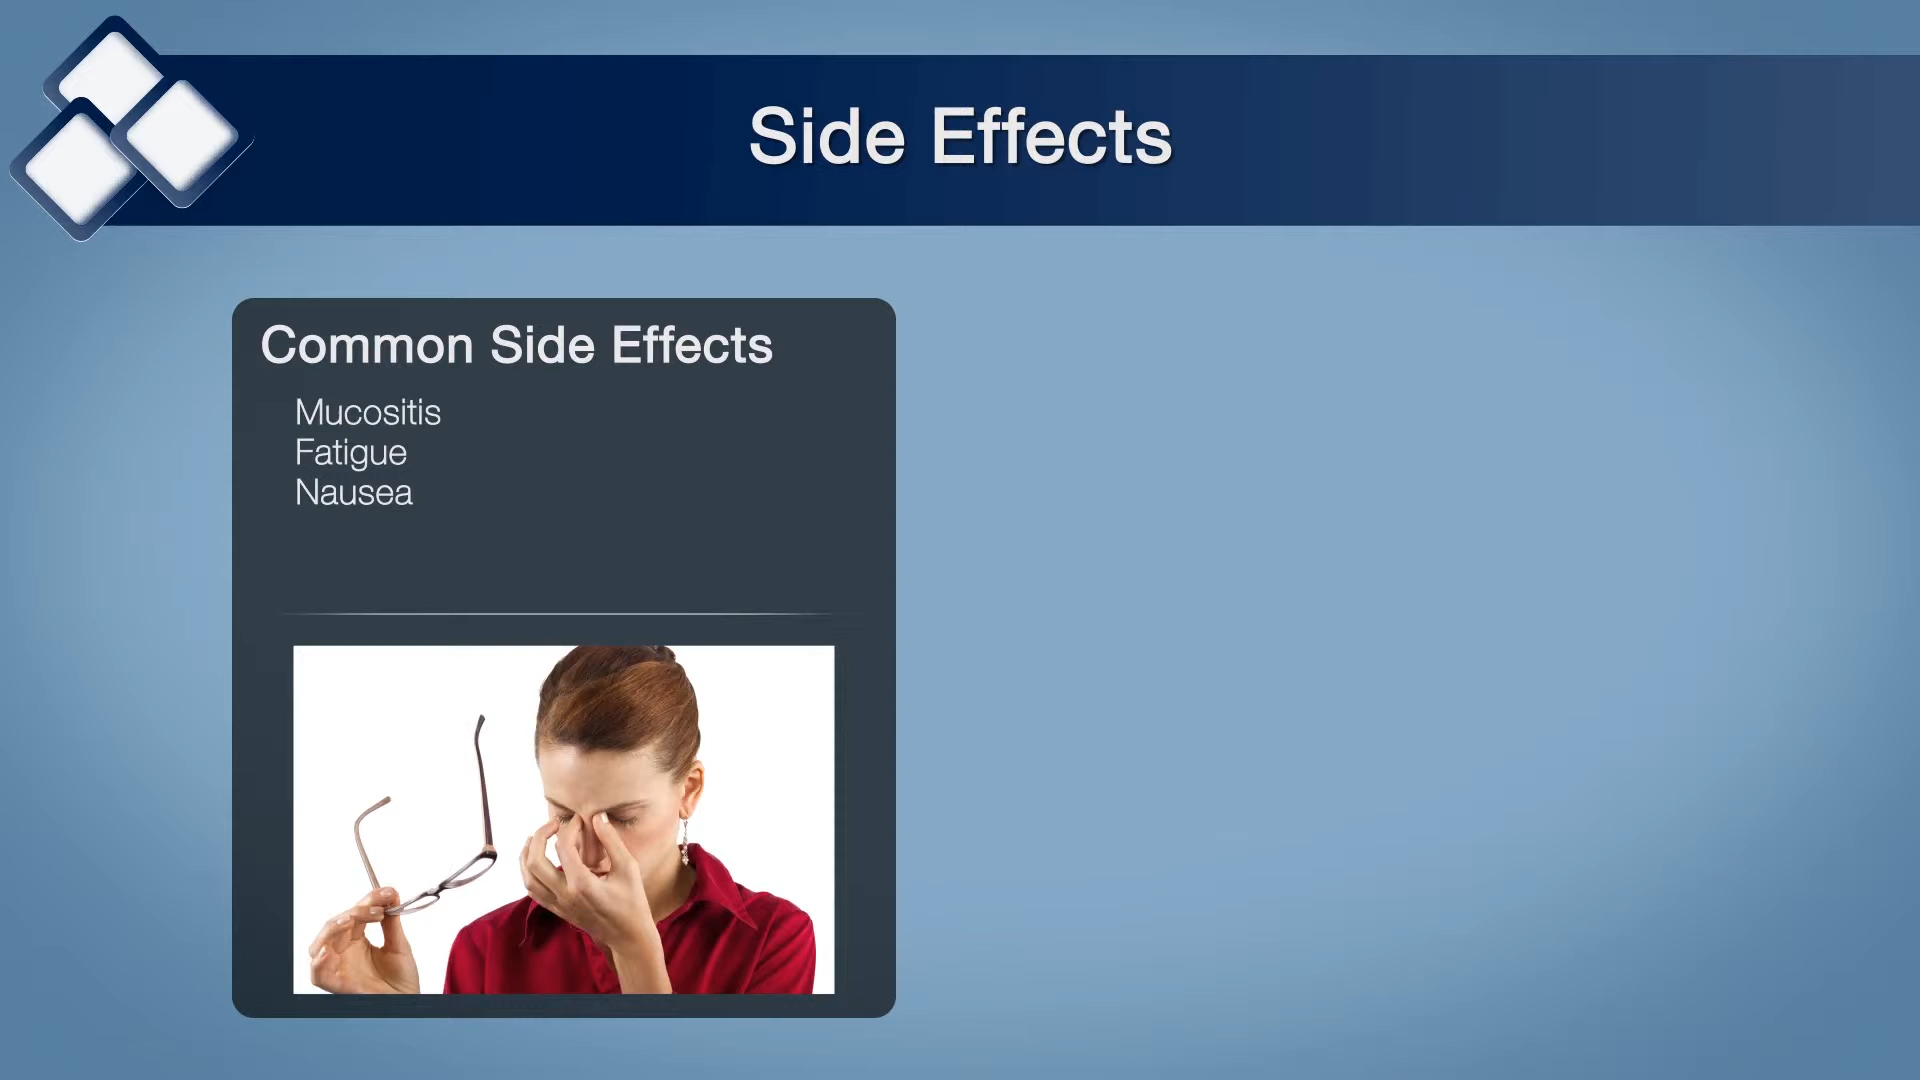 Side Effects
Common Side Effects
Mucositis
Fatigue
Nausea